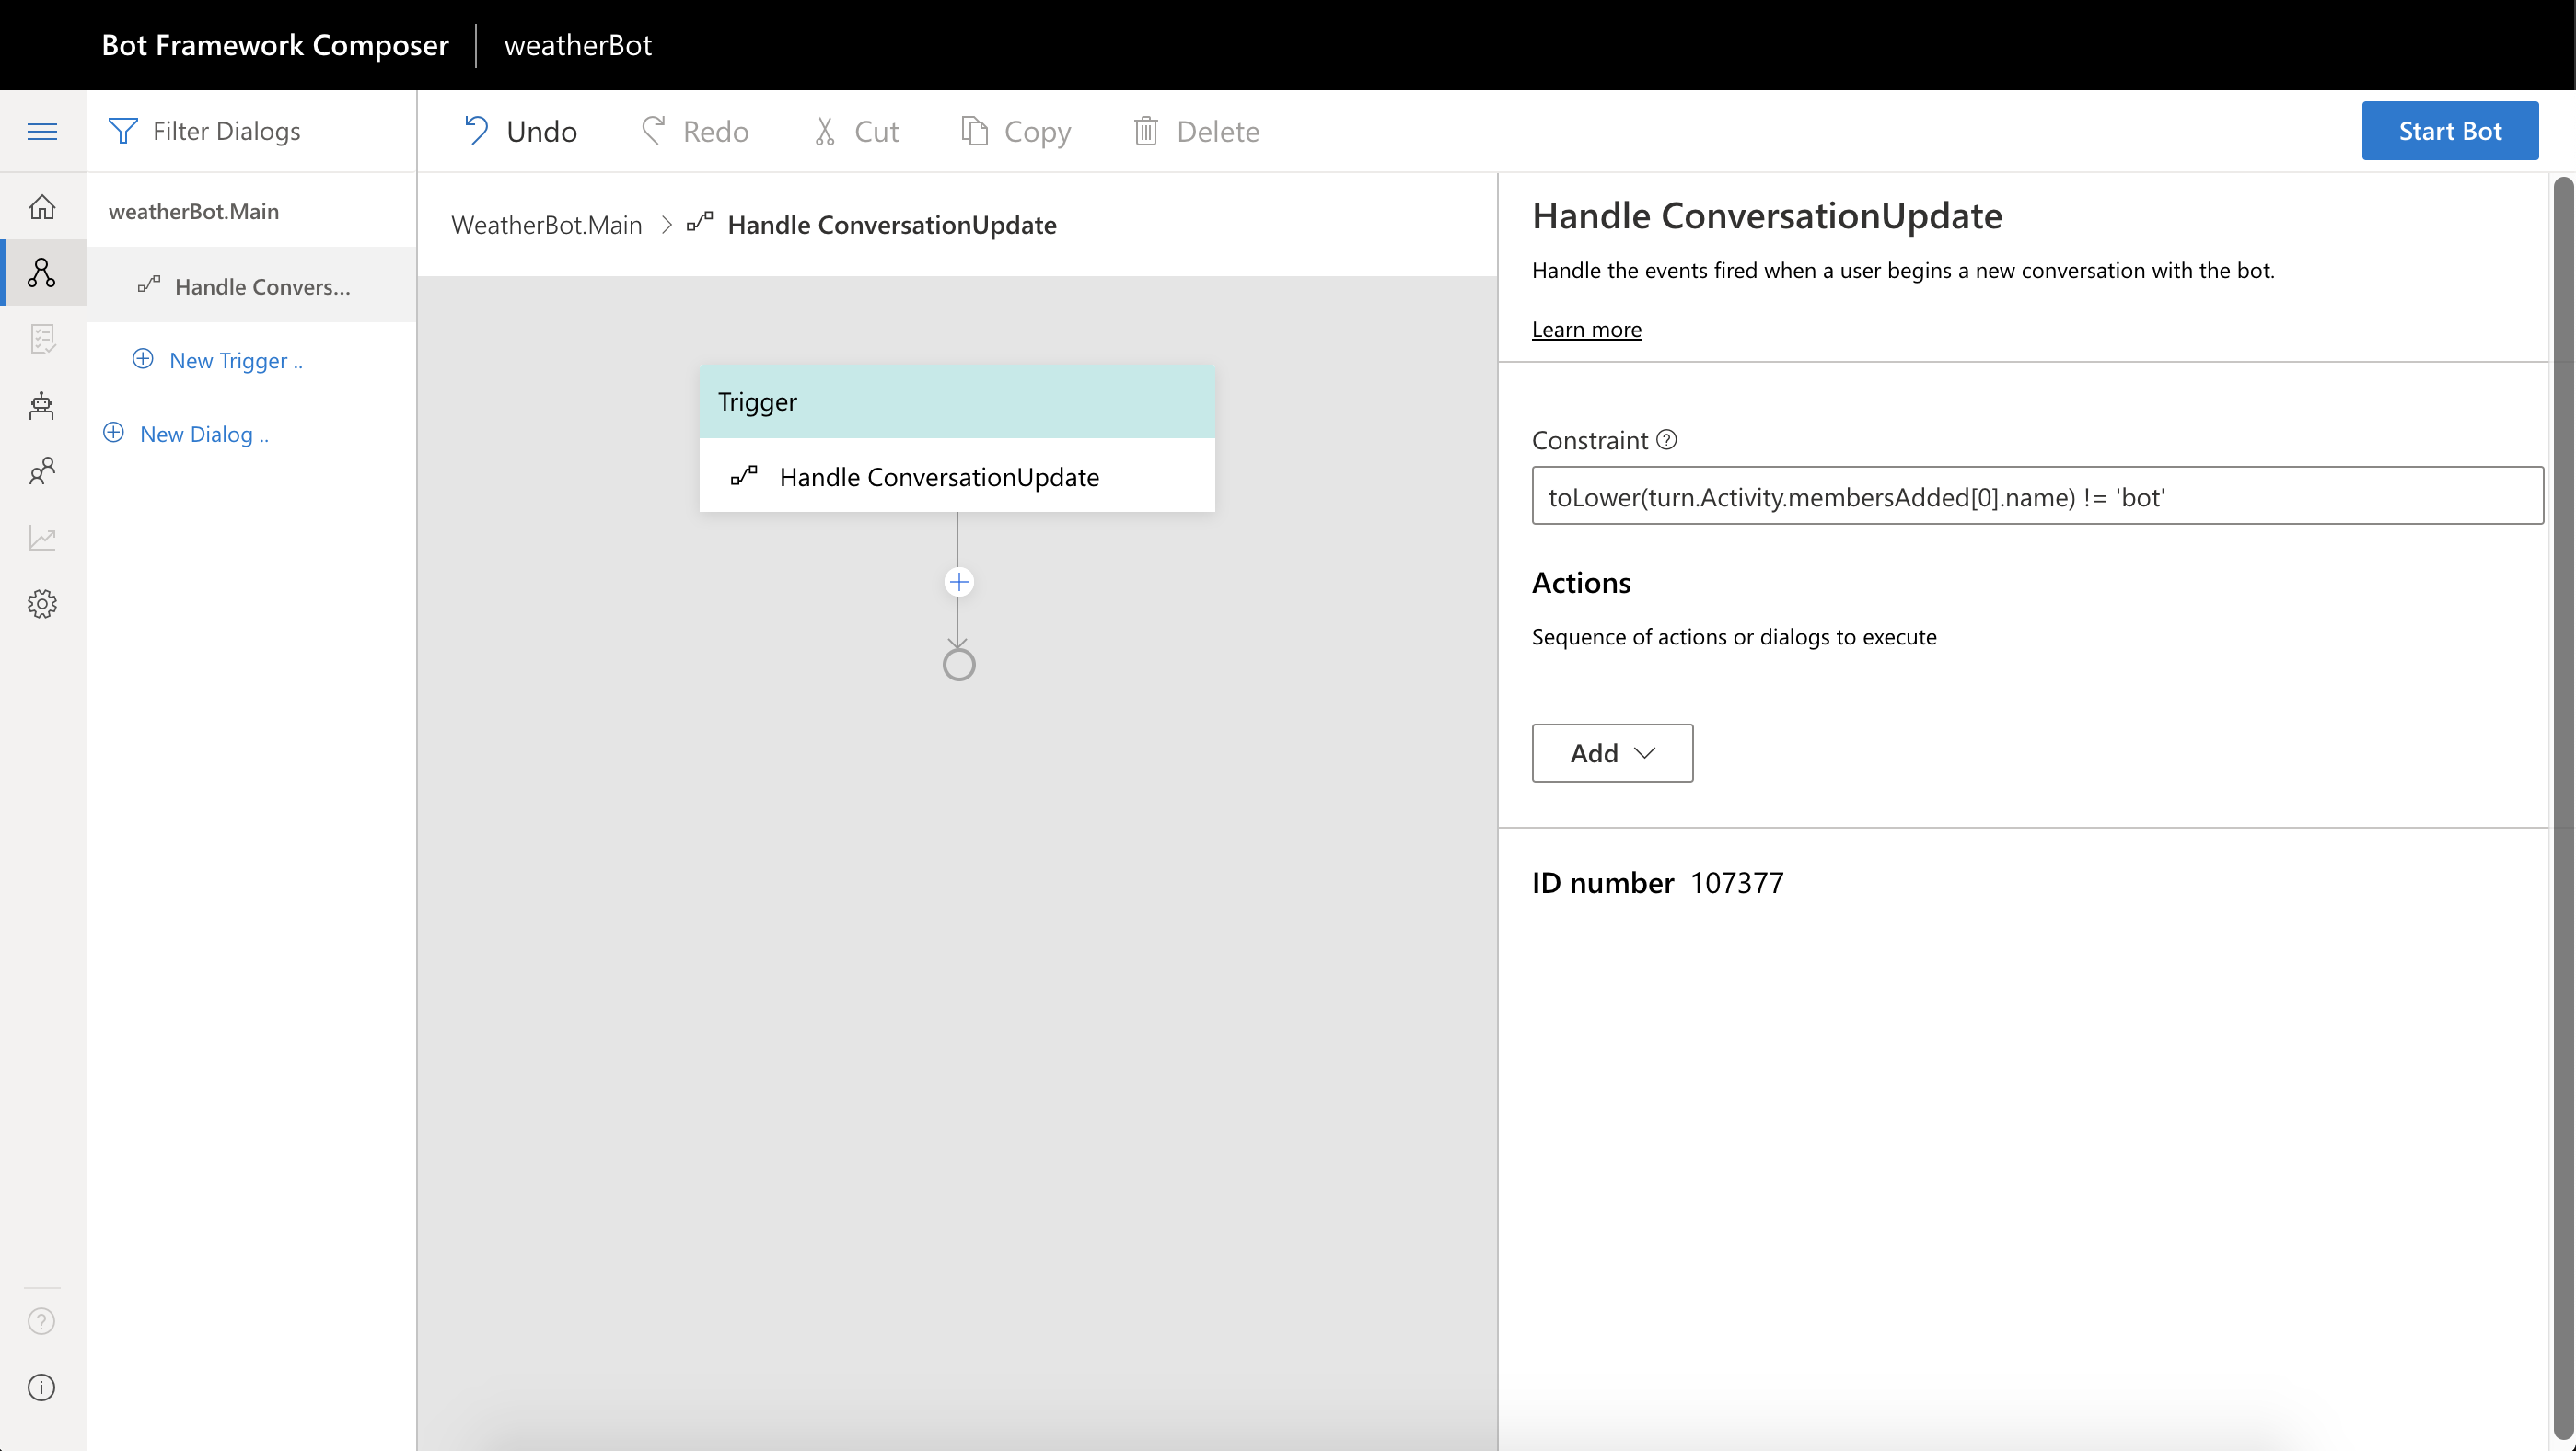 Bot Framework Composer
weatherBot
Filter Dialogs
Undo
Redo
Cut
Copy
Delete
Start Bot
weatherBot.Main
Handle Convers...
New Trigger ..
New Dialog ..
WeatherBot.Main > Handle ConversationUpdate
Trigger
Handle ConversationUpdate
Handle ConversationUpdate
Handle the events fired when a user begins a new conversation with the bot.
Learn more
Constraint
toLower(turn.Activity.membersAdded[0].name) != 'bot'
Actions
Sequence of actions or dialogs to execute
Add
ID number 107377